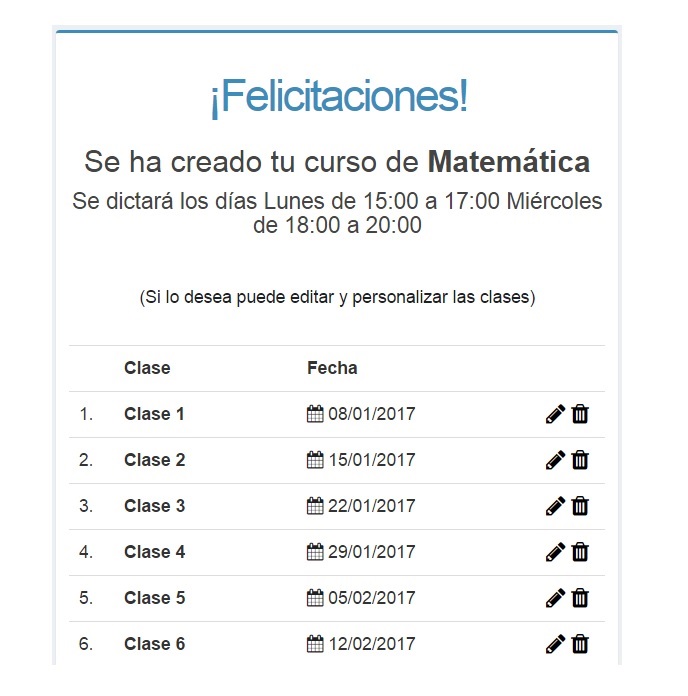 ¡Felicitaciones!
Se ha creado tu curso de Matemática
Se dictará los días Lunes de 15:00 a 17:00 Miércoles
de 18:00 a 20:00
(Si lo desea puede editar y personalizar las clases)
Clase Fecha
1. Clase 1 08/01/2017
2. Clase 2 15/01/2017
3. Clase 3 22/01/2017
4. Clase 4 29/01/2017
5. Clase 5 05/02/2017
6. Clase 6 12/02/2017